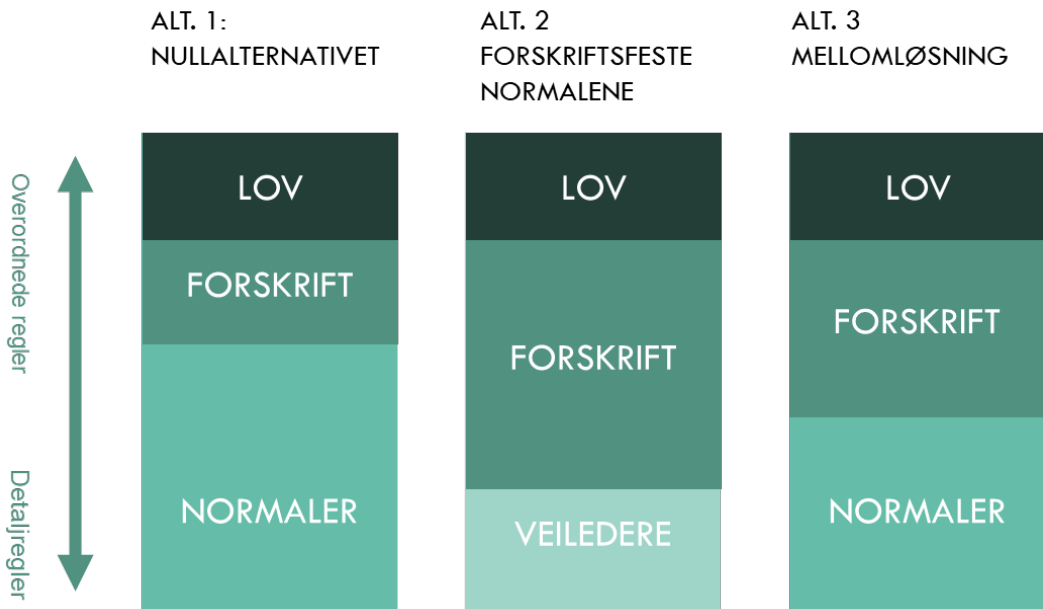 ALT. 1:
NULLALTERNATIVET
ALT. 2
FORSKRIFTSFESTE
NORMALENE
ALT. 3
MELLOMLØSNING
Overordnede regler
Detaljregler
LOV
FORSKRIFT
NORMALER
LOV
FORSKRIFT
VEILEDERE
LOV
FORSKRIFT
NORMALER